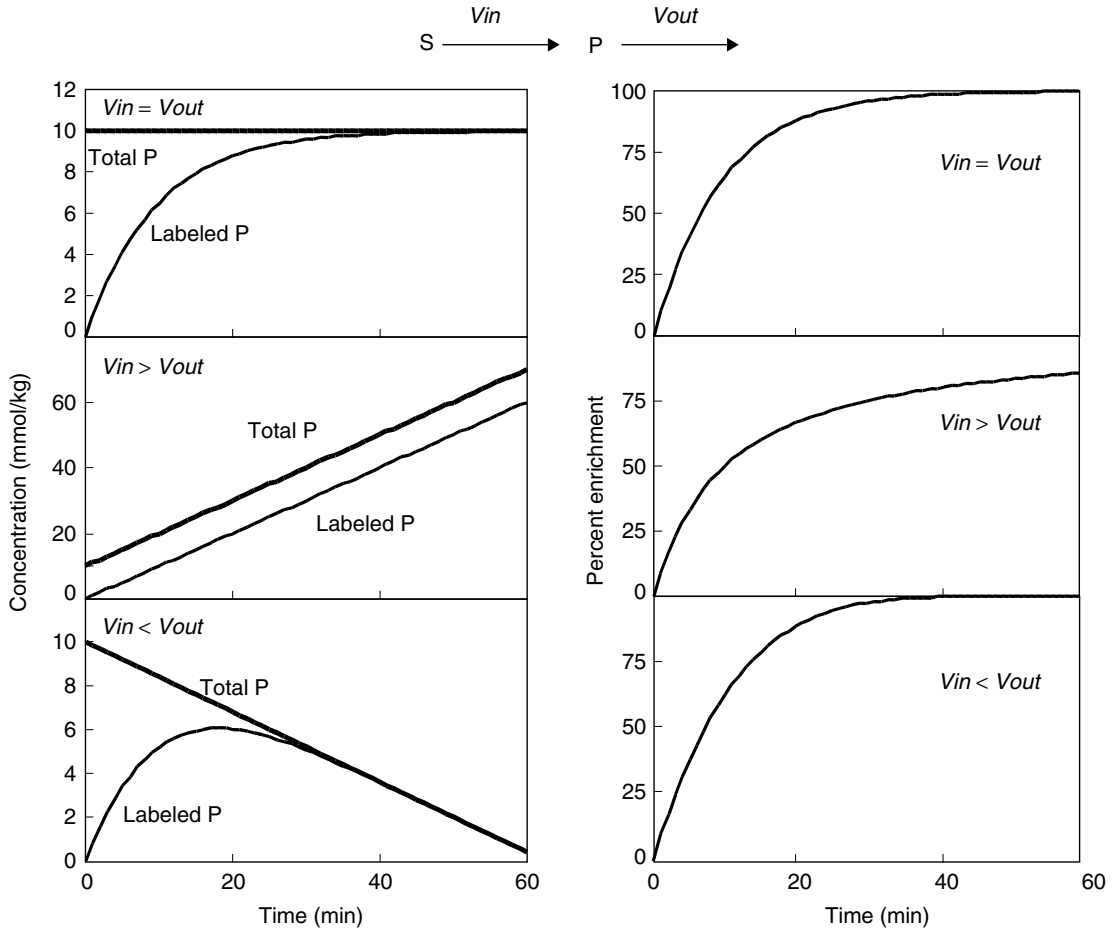 Vin Vout
S P
12
10
8
6
4
2
0
Vin = Vout
Total P
Labeled P
100
75
50
25
0
Vin = Vout
Concentration (mmol/kg)
60
40
20
0
Vin > Vout
Total P
Labeled P
Percent enrichment
75
50
25
0
Vin > Vout
10
8
6
4
2
0
Vin < Vout
Total P
Labeled P
0 20 40 60
Time (min)
75
50
25
0
Vin < Vout
0 20 40 60
Time (min)